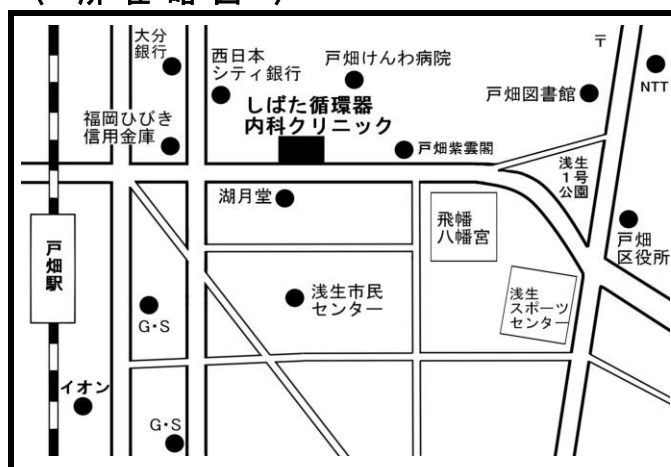 ( 所 在 略 図 )
大分
銀行
西日本
シティ銀行
戸畑けんわ病院
〒
戸畑図書館
NTT
福岡ひびき
信用金庫
しばた循環器
内科クリニック
戸畑紫雲閣
浅生
1号
公園
湖月堂
飛幡
八幡宮
戸畑
区役所
戸畑駅
浅生市民
センター
浅生
スポーツ
センター
G・S
イオン
G・S